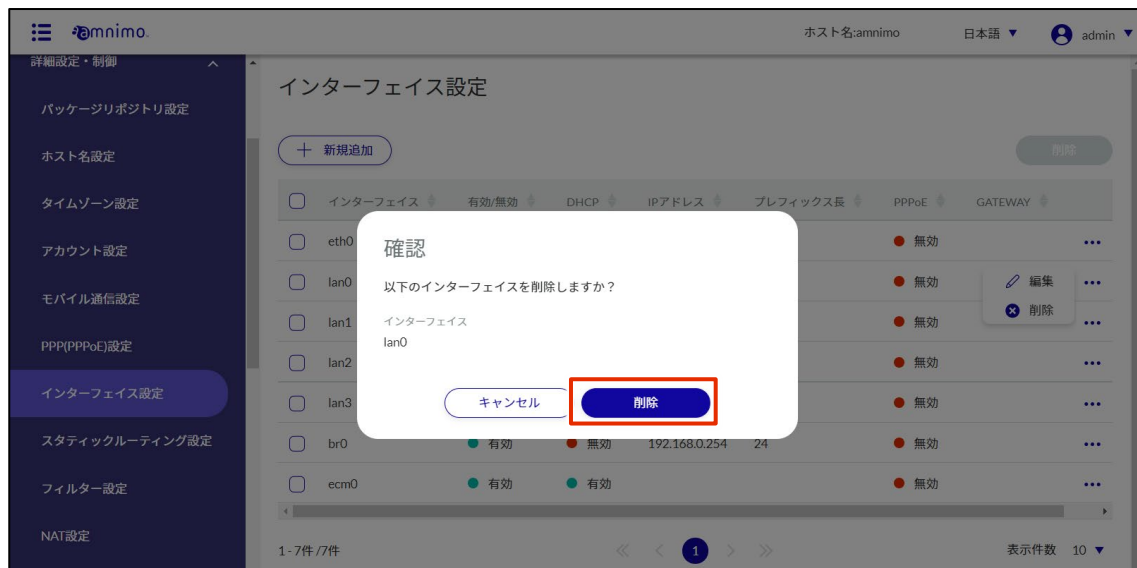 amnimo.
ホスト名:amnimo
日本語 ▼
admin ▼
詳細設定・制御
パッケージリポジトリ設定
ホスト名設定
タイムゾーン設定
アカウント設定
モバイル通信設定
PPP(PPPoE)設定
インターフェイス設定
スタティックルーティング設定
フィルター設定
NAT設定
インターフェイス設定
＋ 新規追加
削除
インターフェイス 有効/無効 DHCP IPアドレス プレフィックス長 PPPoE GATEWAY
eth0 無効 •••
lan0 無効 •••
lan1 無効 •••
lan2 無効 •••
lan3 無効 •••
br0 有効 無効 192.168.0.254 24 無効 •••
ecm0 有効 有効 無効 •••
編集
削除
確認
以下のインターフェイスを削除しますか？
インターフェイス
lan0
キャンセル
削除
1 - 7件 /7件
1
表示件数 10 ▼